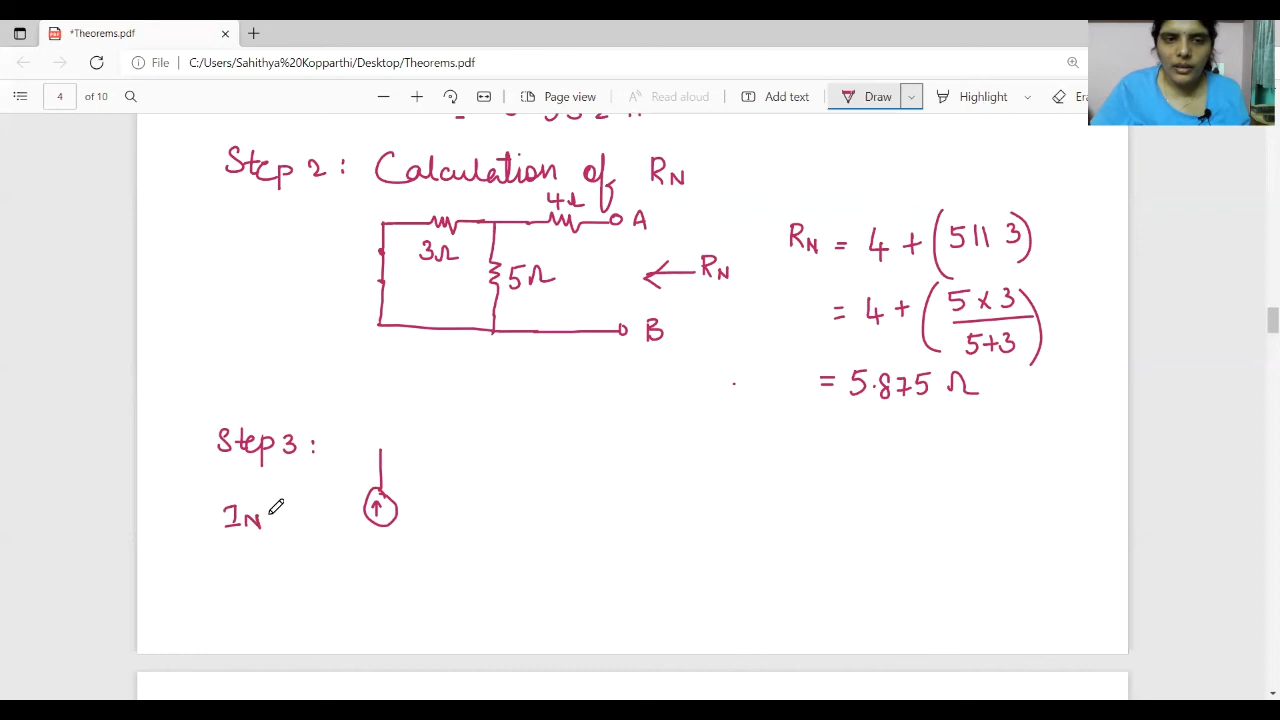 *Theorems.pdf
File C:/Users/Sahithya%20Kopparthi/Desktop/Theorems.pdf
4 of 10 Page view Read aloud Add text Draw Highlight
Step 2 : Calculation of RN
4Ω A
3Ω
5Ω
RN
B
RN = 4 + (5 || 3)
= 4 + (5 x 3 / 5+3)
= 5.875 Ω
Step 3 :
IN